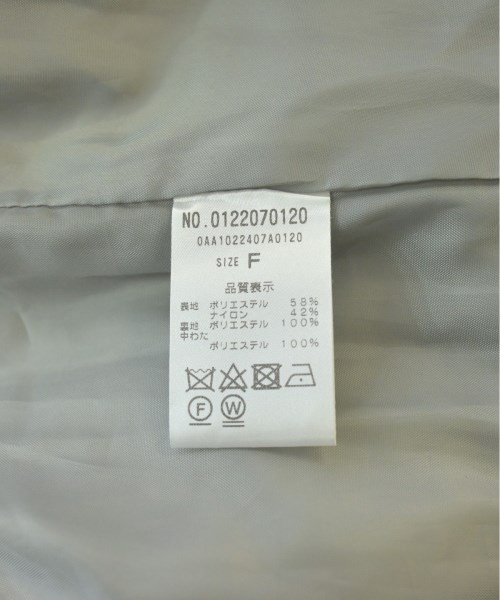 NO.0122070120
0AA1022407A0120
SIZE F
品質表示
表地 ポリエステル 58%
ナイロン 42%
裏地 ポリエステル 100%
中わた
ポリエステル 100%
F W